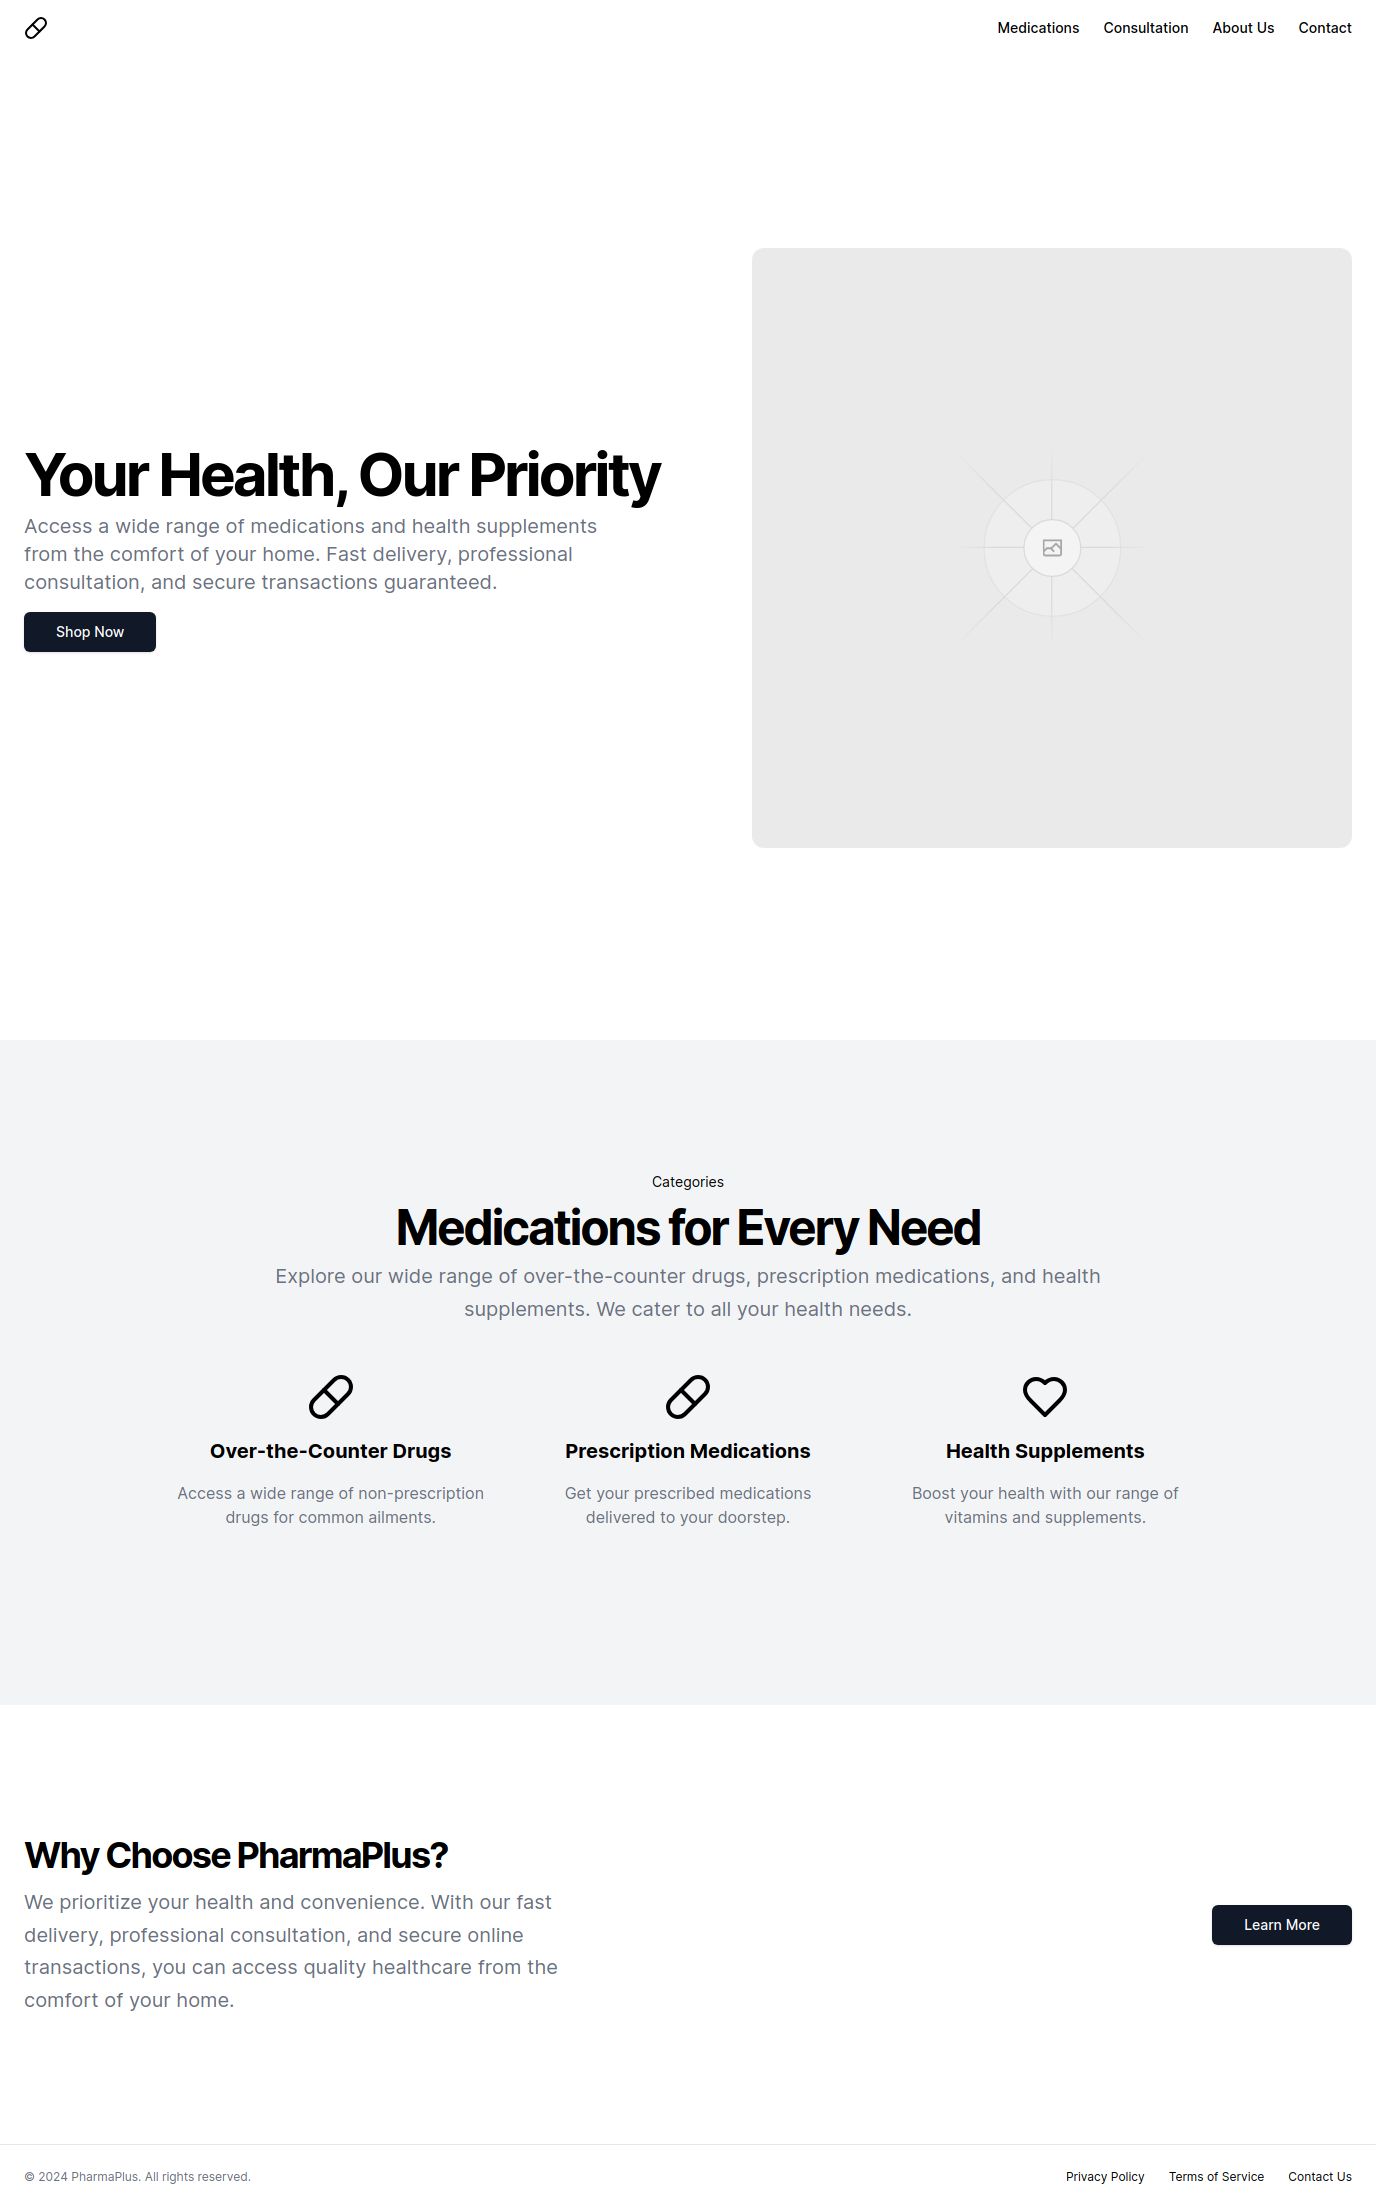 Medications Consultation About Us Contact
Your Health, Our Priority
Access a wide range of medications and health supplements
from the comfort of your home. Fast delivery, professional
consultation, and secure transactions guaranteed.
Shop Now
Categories
Medications for Every Need
Explore our wide range of over-the-counter drugs, prescription medications, and health
supplements. We cater to all your health needs.
Over-the-Counter Drugs
Access a wide range of non-prescription
drugs for common ailments.
Prescription Medications
Get your prescribed medications
delivered to your doorstep.
Health Supplements
Boost your health with our range of
vitamins and supplements.
Why Choose PharmaPlus?
We prioritize your health and convenience. With our fast
delivery, professional consultation, and secure online
transactions, you can access quality healthcare from the
comfort of your home.
Learn More
© 2024 PharmaPlus. All rights reserved.
Privacy Policy Terms of Service Contact Us